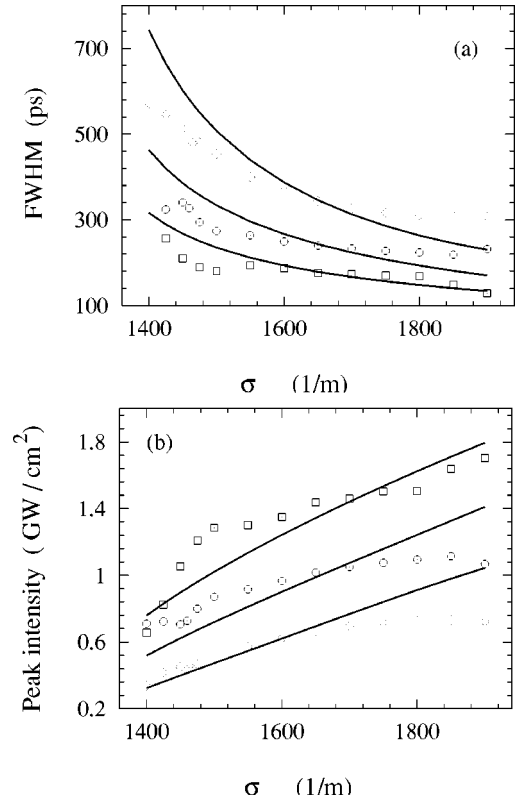 700
(a)
500
300
100
FWHM (ps)
1400 1600 1800
σ (1/m)
1.8
(b)
1.4
1
0.6
0.2
Peak intensity ( GW / cm²)
1400 1600 1800
σ (1/m)